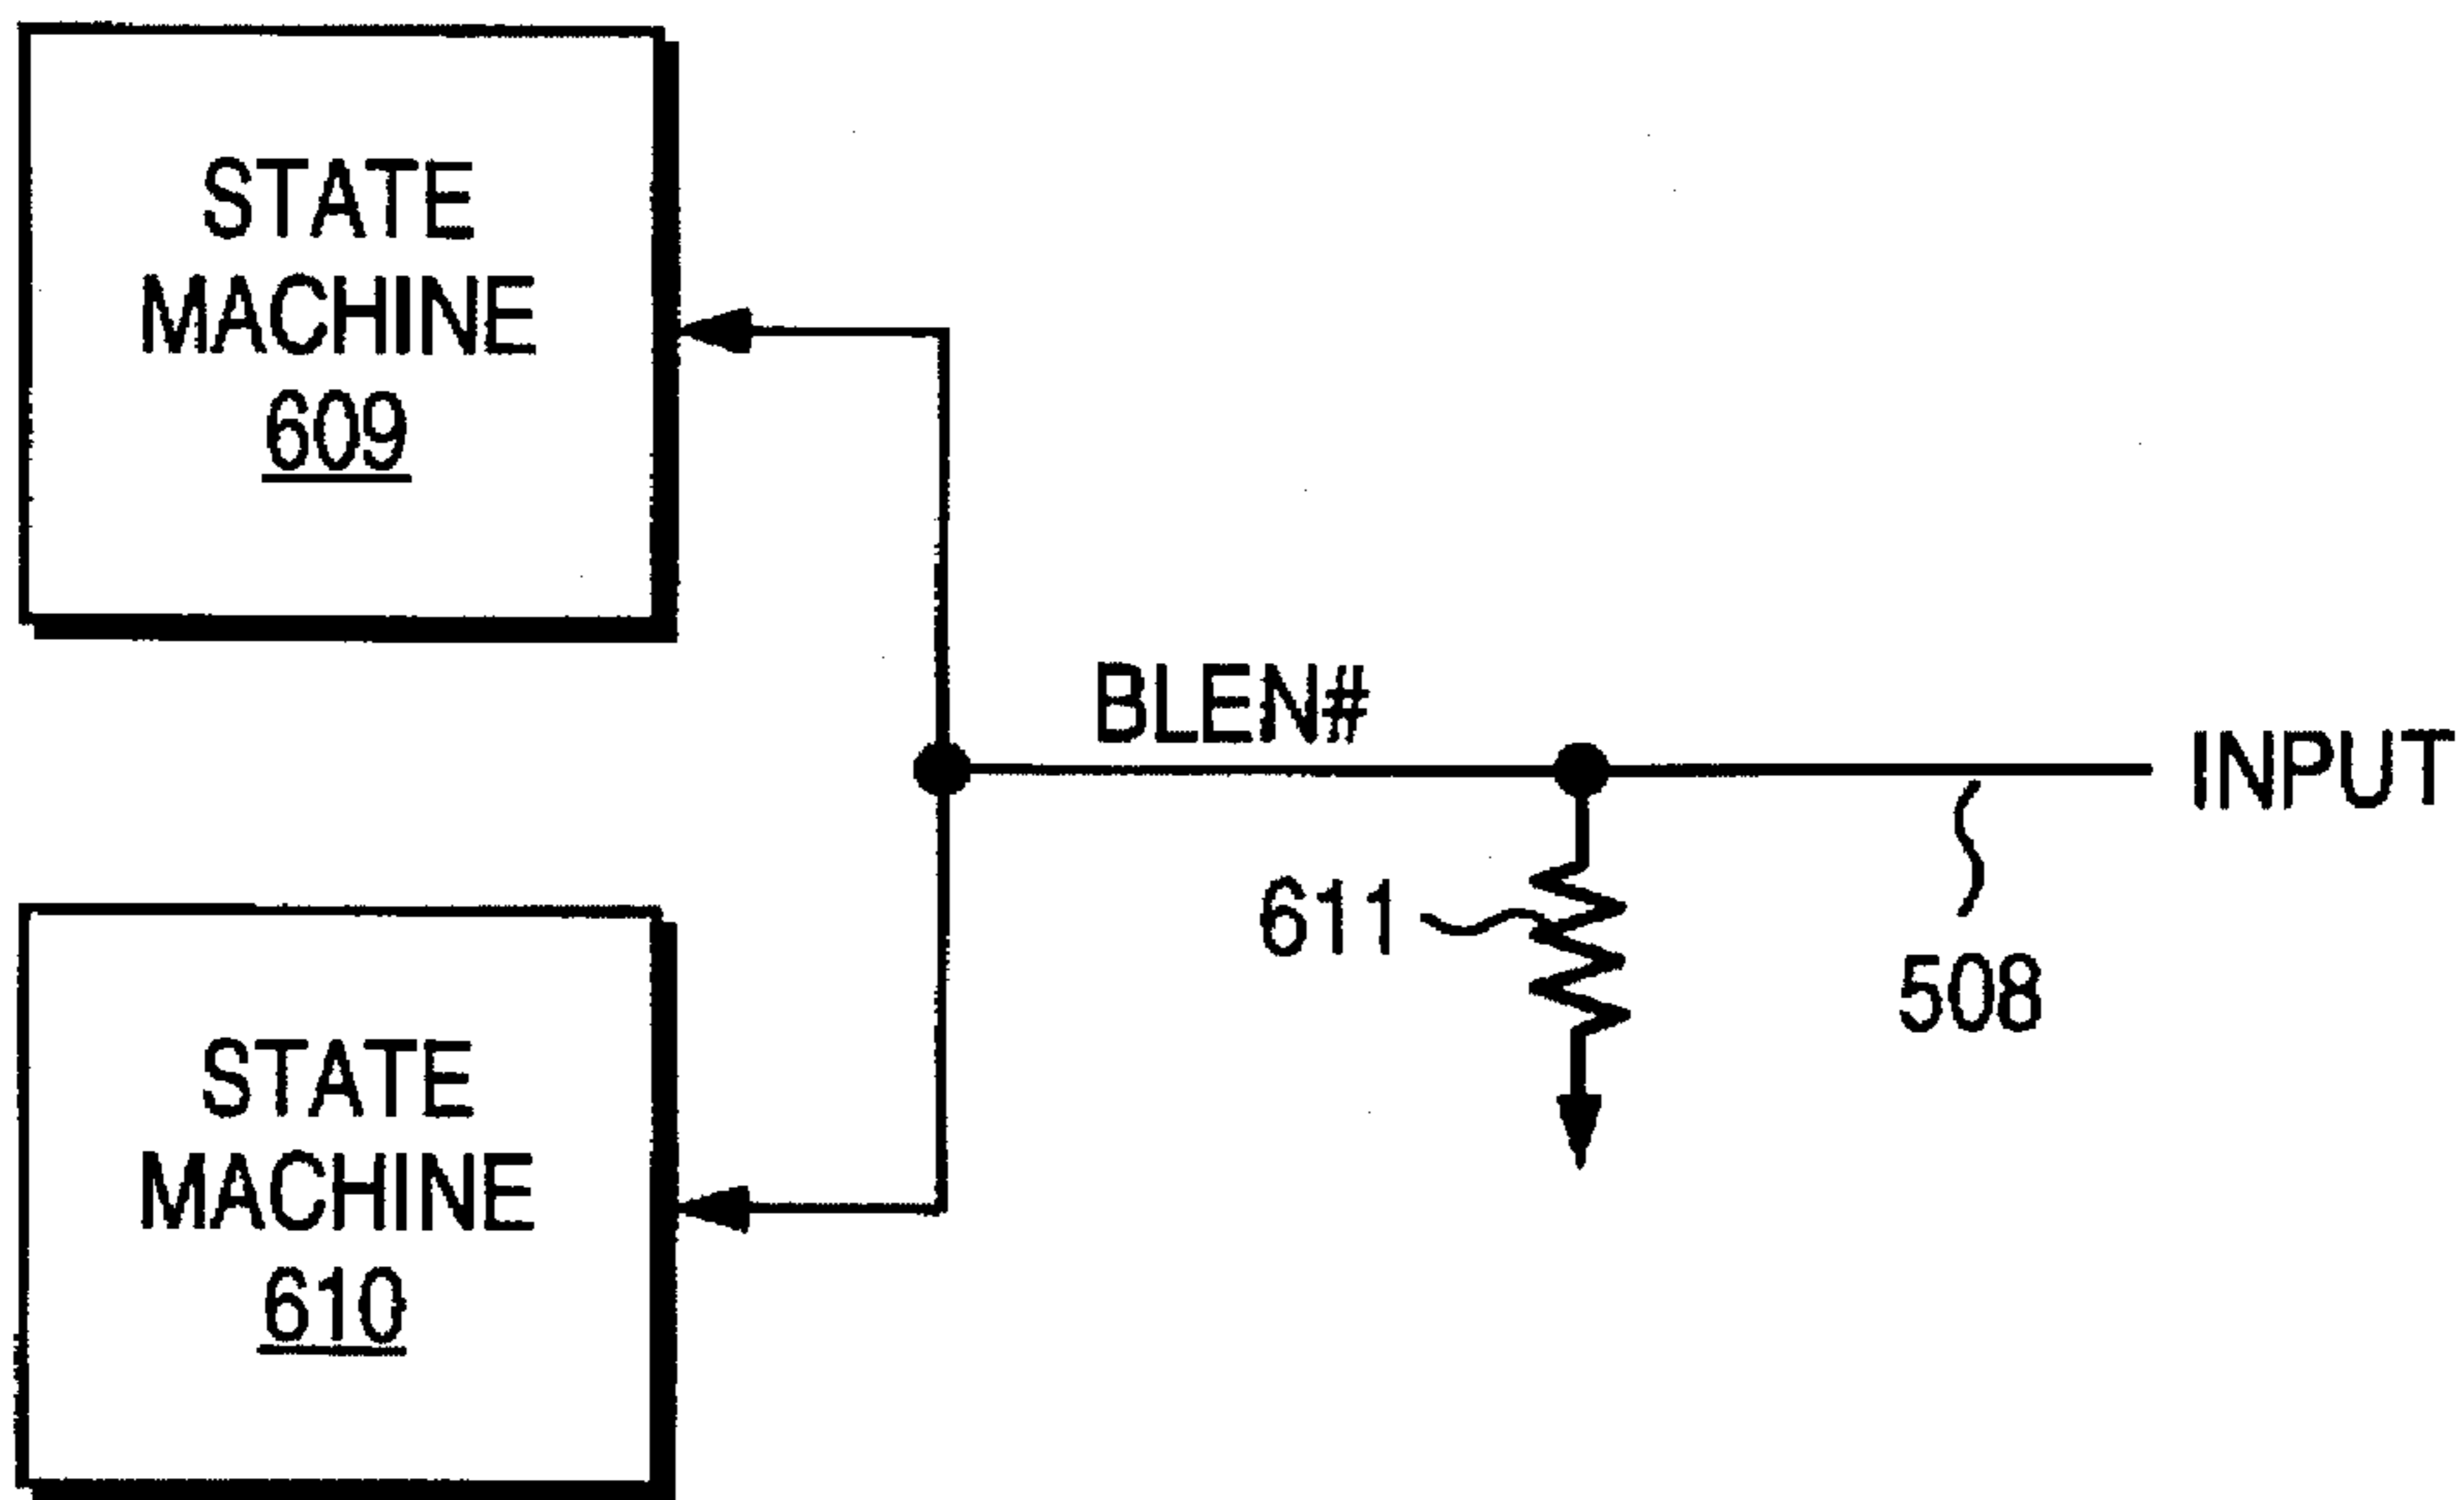 STATE
MACHINE
609
BLEN#
INPUT
611
508
STATE
MACHINE
610